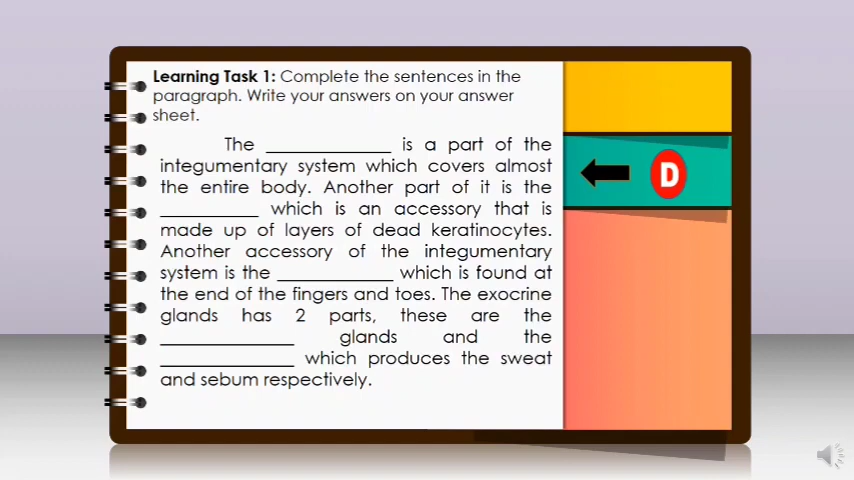 Learning Task 1: Complete the sentences in the
paragraph. Write your answers on your answer
sheet.
The ______________ is a part of the
integumentary system which covers almost
the entire body. Another part of it is the
___________ which is an accessory that is
made up of layers of dead keratinocytes.
Another accessory of the integumentary
system is the _____________ which is found at
the end of the fingers and toes. The exocrine
glands has 2 parts, these are the
_______________ glands and the
_______________ which produces the sweat
and sebum respectively.
D